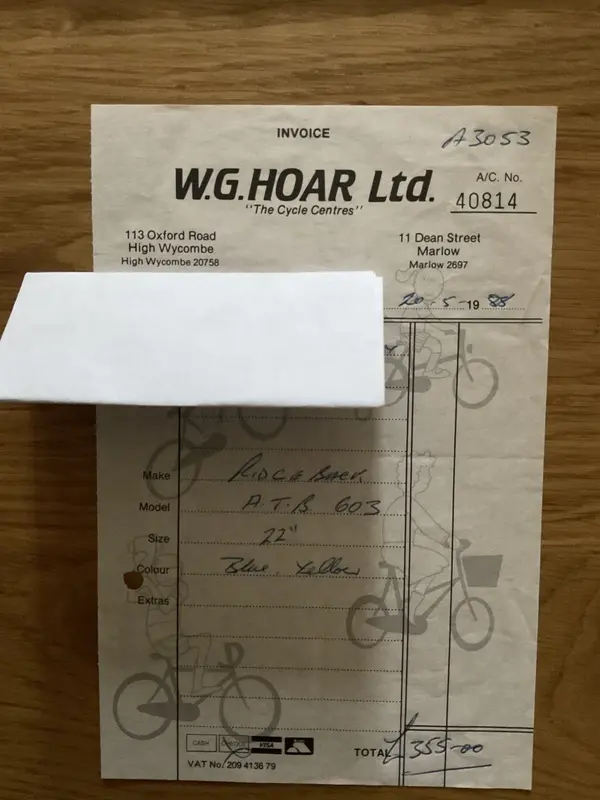 INVOICE
A3053
W.G.HOAR Ltd.
"The Cycle Centres"
A/C. No.
40814
113 Oxford Road
High Wycombe
High Wycombe 20758
11 Dean Street
Marlow
Marlow 2697
20-5-1988
Make RIDGEBACK
Model A.T.B 603
Size 22"
Colour Blue. Yellow
Extras
CASH CHEQUE VISA
TOTAL £355-00
VAT No. 209 4136 79